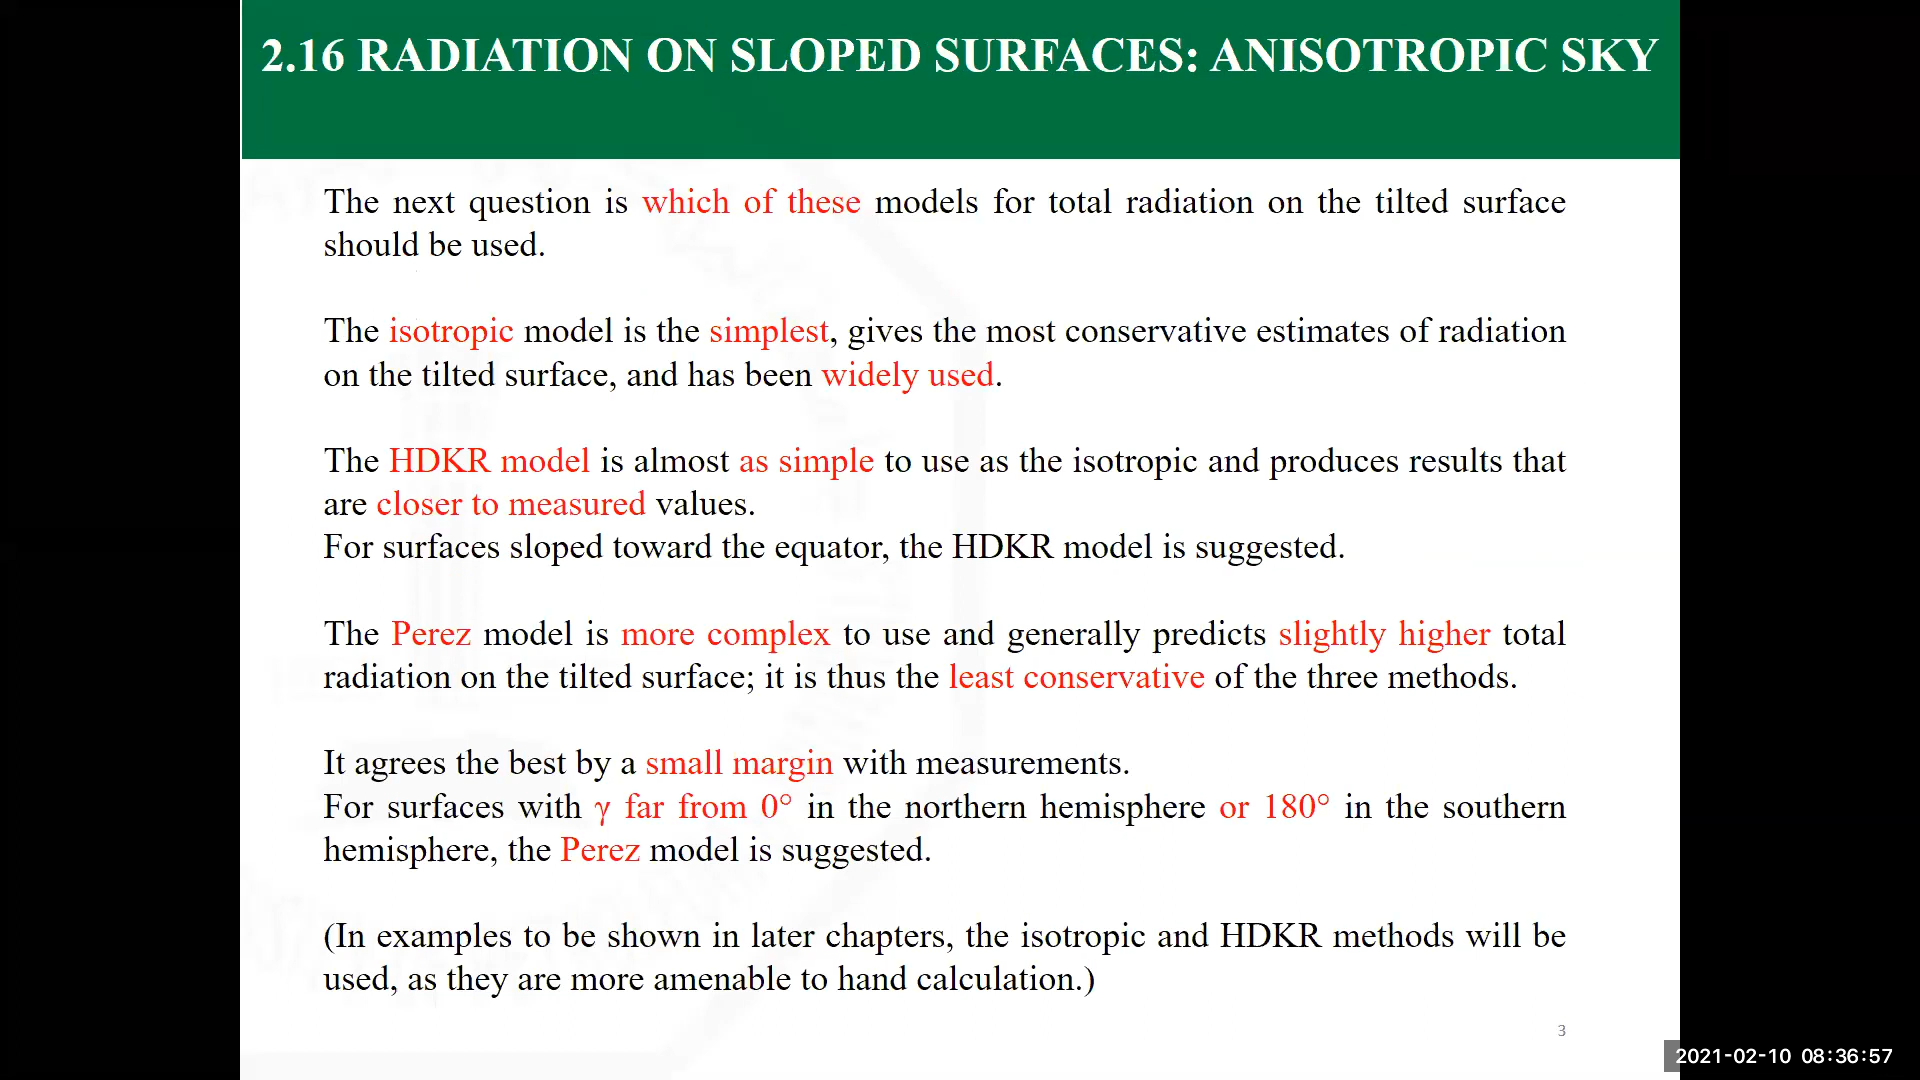 2.16 RADIATION ON SLOPED SURFACES: ANISOTROPIC SKY
The next question is which of these models for total radiation on the tilted surface
should be used.
The isotropic model is the simplest, gives the most conservative estimates of radiation
on the tilted surface, and has been widely used.
The HDKR model is almost as simple to use as the isotropic and produces results that
are closer to measured values.
For surfaces sloped toward the equator, the HDKR model is suggested.
The Perez model is more complex to use and generally predicts slightly higher total
radiation on the tilted surface; it is thus the least conservative of the three methods.
It agrees the best by a small margin with measurements.
For surfaces with γ far from 0° in the northern hemisphere or 180° in the southern
hemisphere, the Perez model is suggested.
(In examples to be shown in later chapters, the isotropic and HDKR methods will be
used, as they are more amenable to hand calculation.)
3
2021-02-10 08:36:57